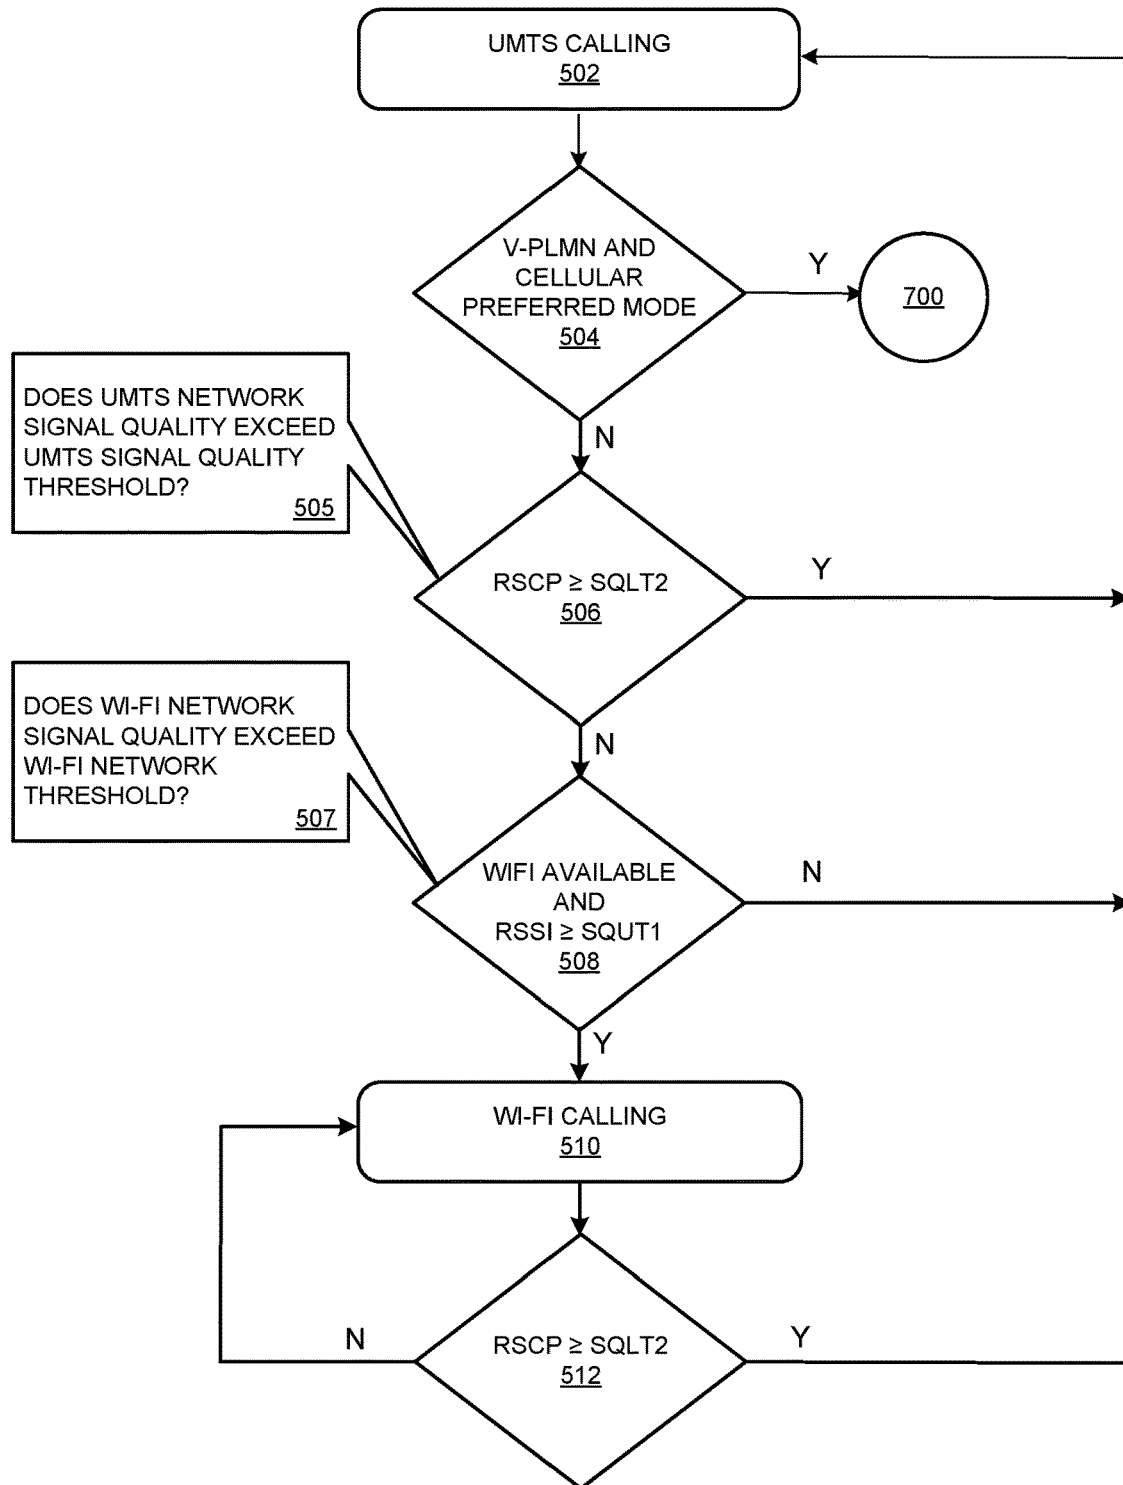 UMTS CALLING
502
V-PLMN AND
CELLULAR
PREFERRED MODE
504
Y
700
N
DOES UMTS NETWORK
SIGNAL QUALITY EXCEED
UMTS SIGNAL QUALITY
THRESHOLD?
505
RSCP ≥ SQLT2
506
Y
N
DOES WI-FI NETWORK
SIGNAL QUALITY EXCEED
WI-FI NETWORK
THRESHOLD?
507
WIFI AVAILABLE
AND
RSSI ≥ SQUT1
508
N
Y
WI-FI CALLING
510
RSCP ≥ SQLT2
512
N
Y